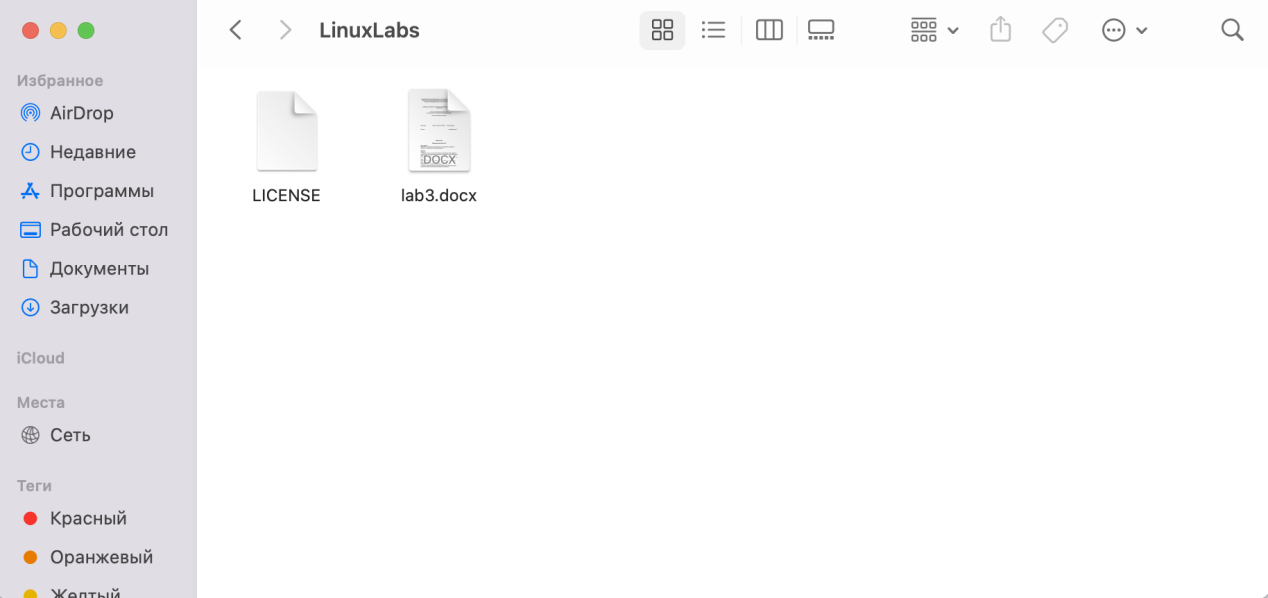 LinuxLabs
Избранное
AirDrop
Недавние
Программы
Рабочий стол
Документы
Загрузки
iCloud
Места
Сеть
Теги
Красный
Оранжевый
Желтый
DOCX
LICENSE
lab3.docx